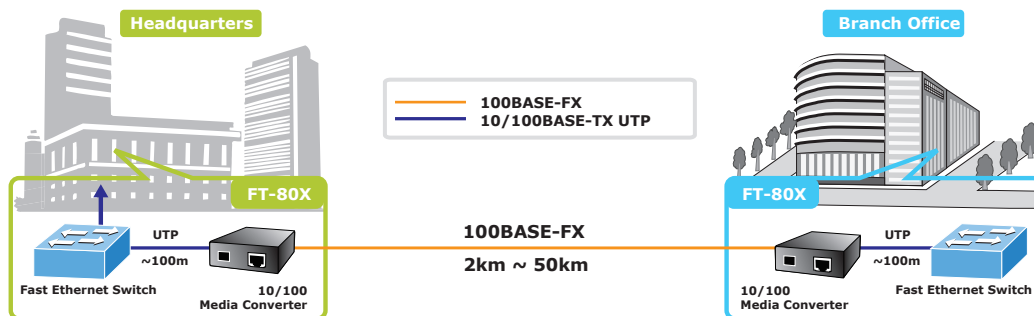 Headquarters
Branch Office
100BASE-FX
10/100BASE-TX UTP
FT-80X
FT-80X
UTP
~100m
100BASE-FX
2km ~ 50km
UTP
~100m
Fast Ethernet Switch
10/100
Media Converter
10/100
Media Converter
Fast Ethernet Switch